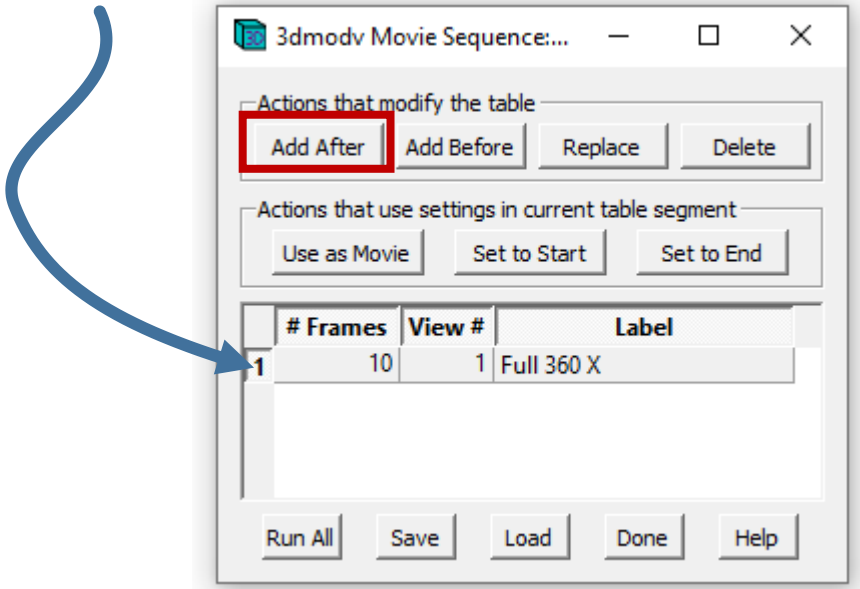 3D 3dmodv Movie Sequence:...
Actions that modify the table
Add After Add Before Replace Delete
Actions that use settings in current table segment
Use as Movie Set to Start Set to End
# Frames View # Label
1 10 1 Full 360 X
Run All Save Load Done Help